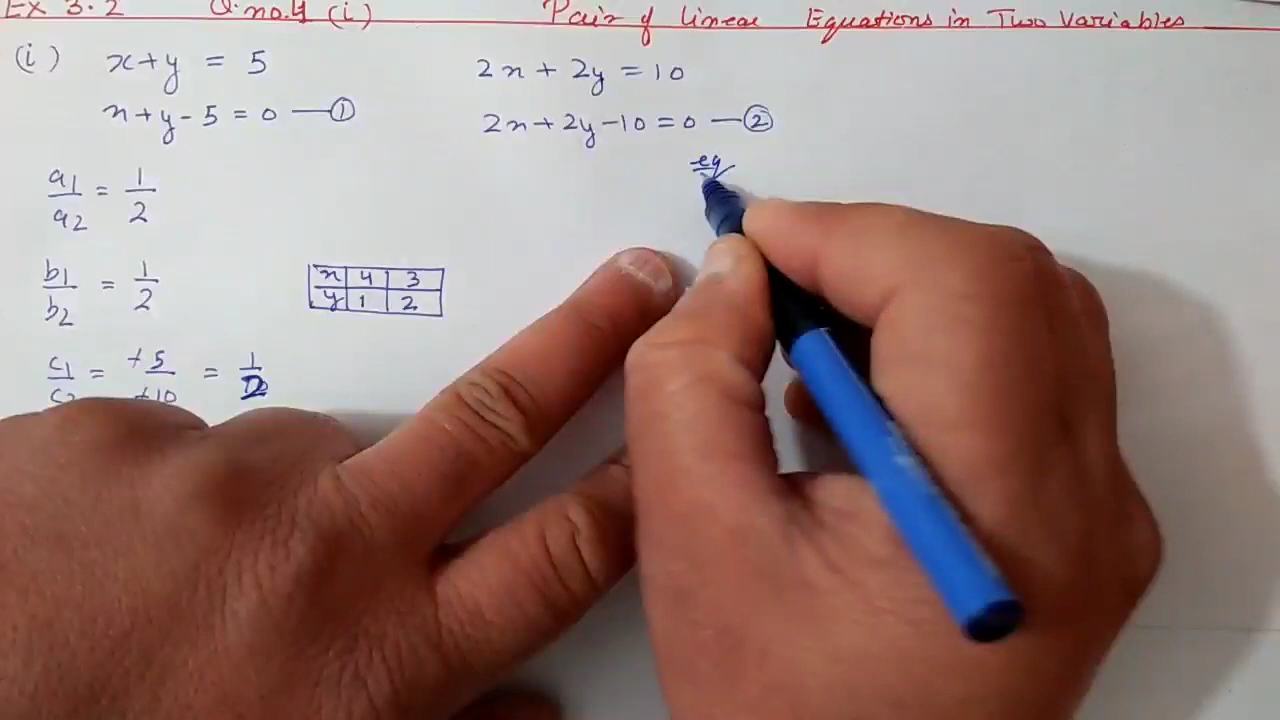 Ex 3.2 Q.no.4 (i) Pair of linear Equations in Two Variables
(i) x+y = 5
x+y-5=0 —①
2x + 2y = 10
2x+2y-10=0 —②
eq
a1/a2 = 1/2
b1/b2 = 1/2
x 4 3
y 1 2
c1/c2 = +5/+10 = 1/2